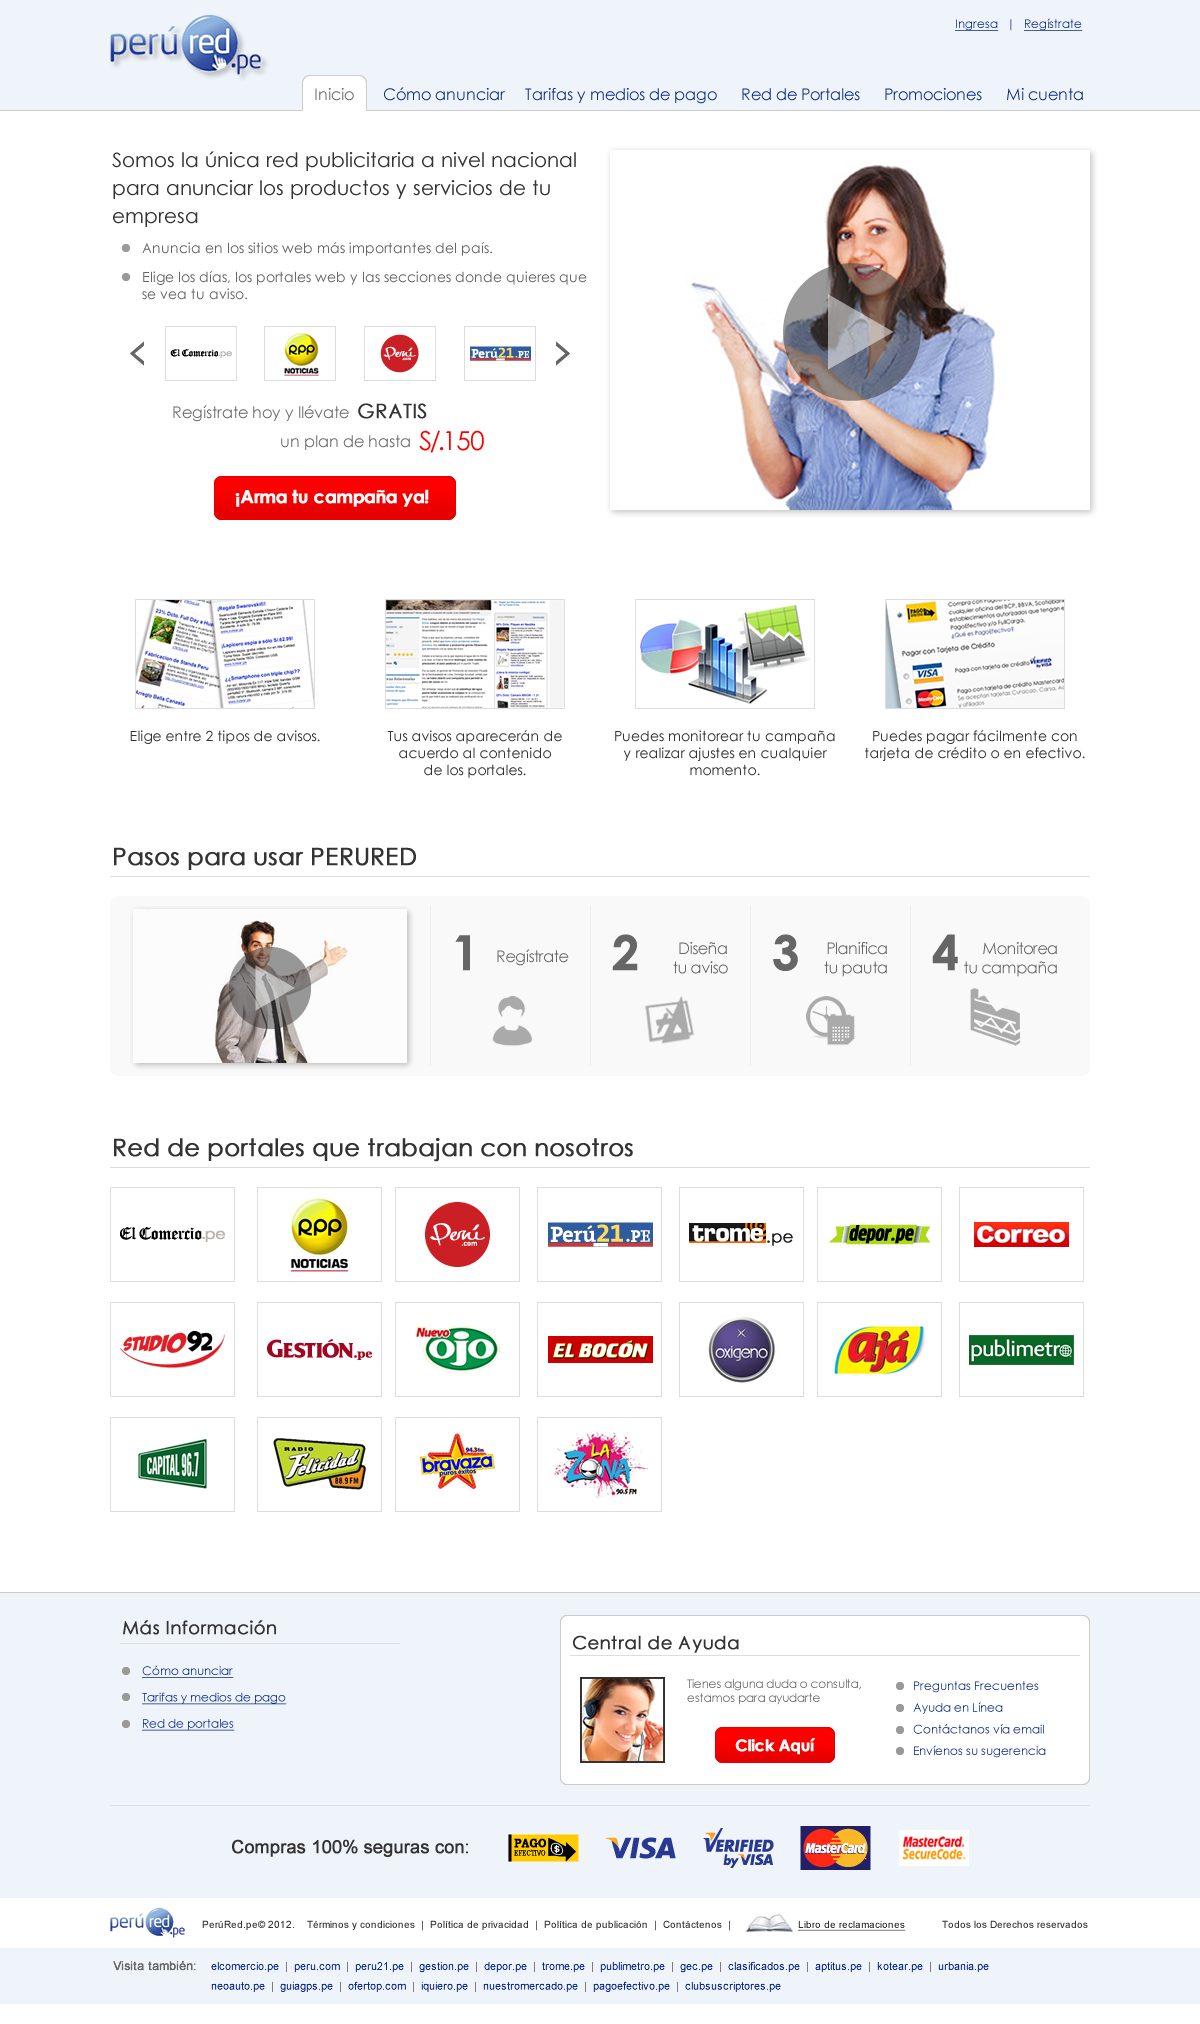 perú red .pe
Ingresa | Regístrate
Inicio Cómo anunciar Tarifas y medios de pago Red de Portales Promociones Mi cuenta
Somos la única red publicitaria a nivel nacional
para anunciar los productos y servicios de tu
empresa
Anuncia en los sitios web más importantes del país.
Elige los días, los portales web y las secciones donde quieres que
se vea tu aviso.
El Comercio.pe RPP NOTICIAS Perú.com Perú21.PE
Regístrate hoy y llévate GRATIS
un plan de hasta S/.150
¡Arma tu campaña ya!
Elige entre 2 tipos de avisos.
Tus avisos aparecerán de
acuerdo al contenido
de los portales.
Puedes monitorear tu campaña
y realizar ajustes en cualquier
momento.
Puedes pagar fácilmente con
tarjeta de crédito o en efectivo.
Pasos para usar PERURED
1 Regístrate
2 Diseña
tu aviso
3 Planifica
tu pauta
4 Monitorea
tu campaña
Red de portales que trabajan con nosotros
El Comercio.pe RPP NOTICIAS Perú.com Perú21.PE trome.pe depor.pe Correo
STUDIO92 GESTIÓN.pe Nuevo ojo EL BOCÓN oxígeno ajá publimetro
CAPITAL 96.7 RADIO Felicidad 88.9 FM 94.3 fm bravaza puros éxitos LA ZONA 90.5 FM
Más Información
Cómo anunciar
Tarifas y medios de pago
Red de portales
Central de Ayuda
Tienes alguna duda o consulta,
estamos para ayudarte
Click Aquí
Preguntas Frecuentes
Ayuda en Línea
Contáctanos vía email
Envíenos su sugerencia
Compras 100% seguras con: PAGO EFECTIVO VISA VERIFIED by VISA MasterCard MasterCard. SecureCode.
perú red .pe PerúRed.pe© 2012. Términos y condiciones | Política de privacidad | Política de publicación | Contáctenos | Libro de reclamaciones Todos los Derechos reservados
Visita también: elcomercio.pe | peru.com | peru21.pe | gestion.pe | depor.pe | trome.pe | publimetro.pe | gec.pe | clasificados.pe | aptitus.pe | kotear.pe | urbania.pe
neoauto.pe | guiagps.pe | ofertop.com | iquiero.pe | nuestromercado.pe | pagoefectivo.pe | clubsuscriptores.pe